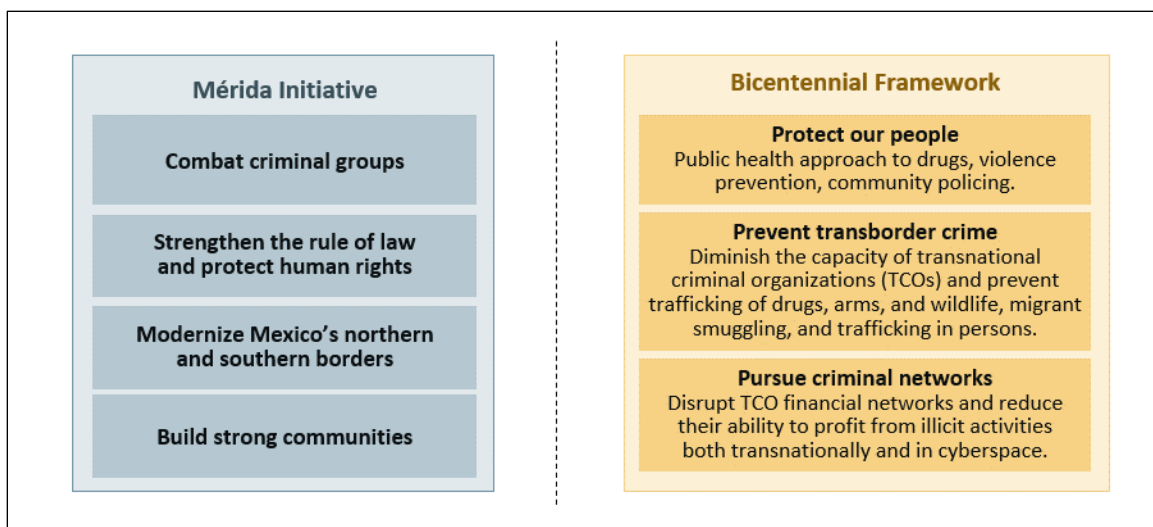 Mérida Initiative
Combat criminal groups
Strengthen the rule of law
and protect human rights
Modernize Mexico’s northern
and southern borders
Build strong communities
Bicentennial Framework
Protect our people
Public health approach to drugs, violence
prevention, community policing.
Prevent transborder crime
Diminish the capacity of transnational
criminal organizations (TCOs) and prevent
trafficking of drugs, arms, and wildlife, migrant
smuggling, and trafficking in persons.
Pursue criminal networks
Disrupt TCO financial networks and reduce
their ability to profit from illicit activities
both transnationally and in cyberspace.